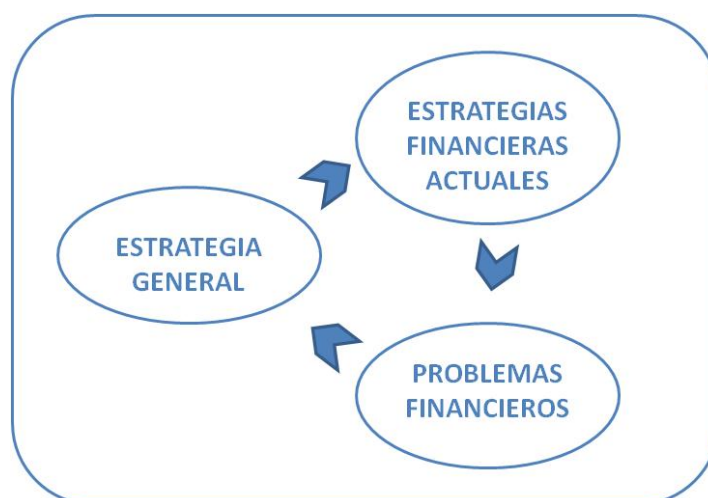 ESTRATEGIAS
FINANCIERAS
ACTUALES
ESTRATEGIA
GENERAL
PROBLEMAS
FINANCIEROS